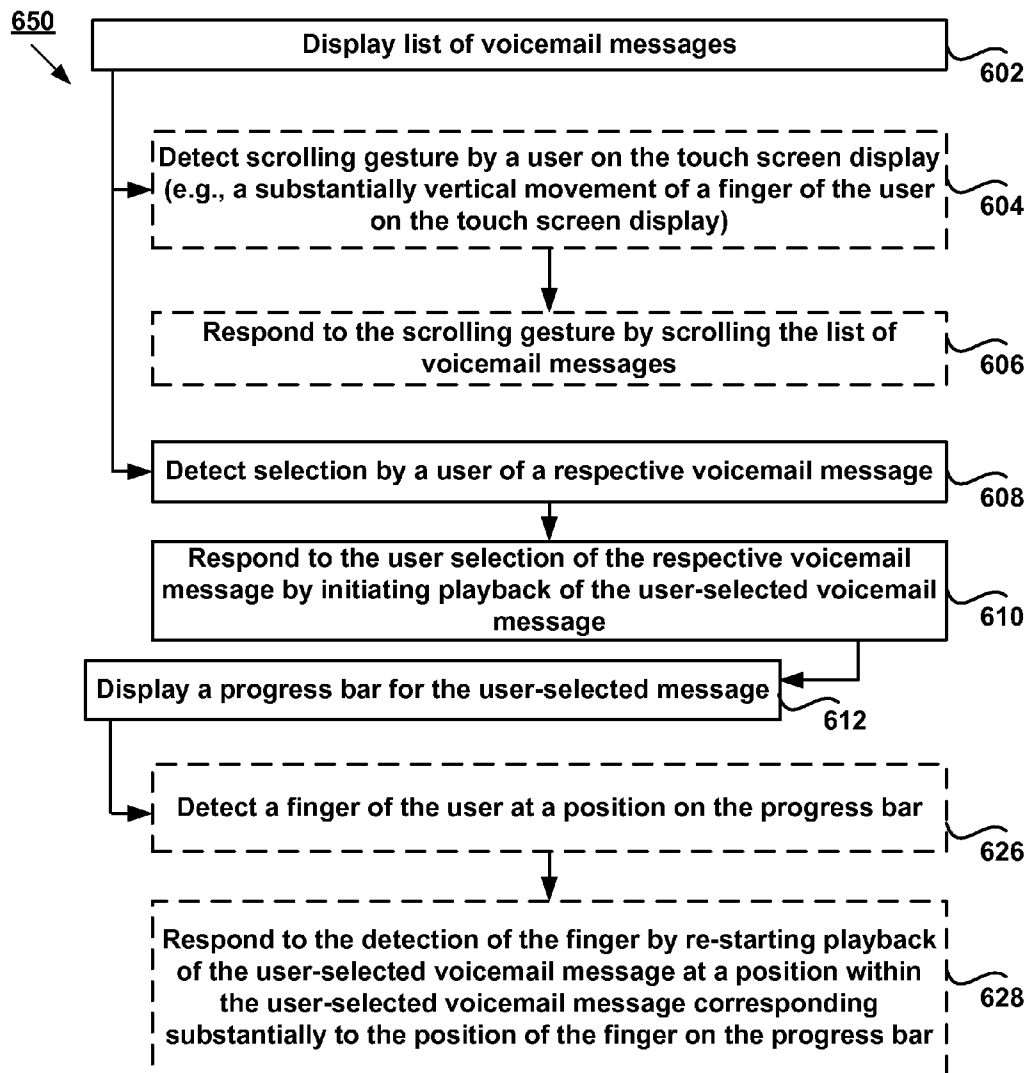 650
Display list of voicemail messages
602
Detect scrolling gesture by a user on the touch screen display
(e.g., a substantially vertical movement of a finger of the user
on the touch screen display)
604
Respond to the scrolling gesture by scrolling the list of
voicemail messages
606
Detect selection by a user of a respective voicemail message
608
Respond to the user selection of the respective voicemail
message by initiating playback of the user-selected voicemail
message
610
Display a progress bar for the user-selected message
612
Detect a finger of the user at a position on the progress bar
626
Respond to the detection of the finger by re-starting playback
of the user-selected voicemail message at a position within
the user-selected voicemail message corresponding
substantially to the position of the finger on the progress bar
628